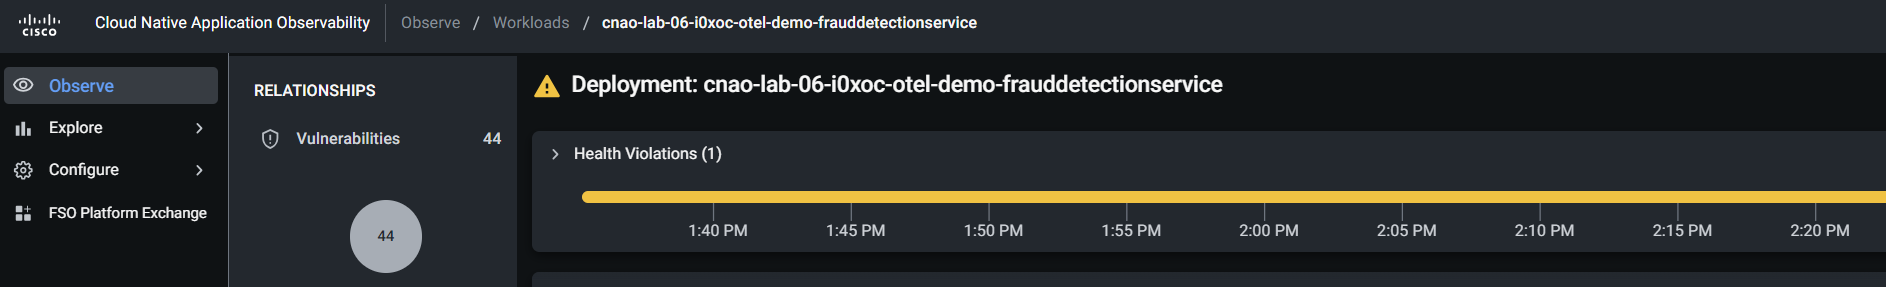 CISCO
Cloud Native Application Observability
Observe / Workloads / cnao-lab-06-i0xoc-otel-demo-frauddetectionservice
Observe
Explore
Configure
FSO Platform Exchange
RELATIONSHIPS
Vulnerabilities 44
44
Deployment: cnao-lab-06-i0xoc-otel-demo-frauddetectionservice
Health Violations (1)
1:40 PM 1:45 PM 1:50 PM 1:55 PM 2:00 PM 2:05 PM 2:10 PM 2:15 PM 2:20 PM